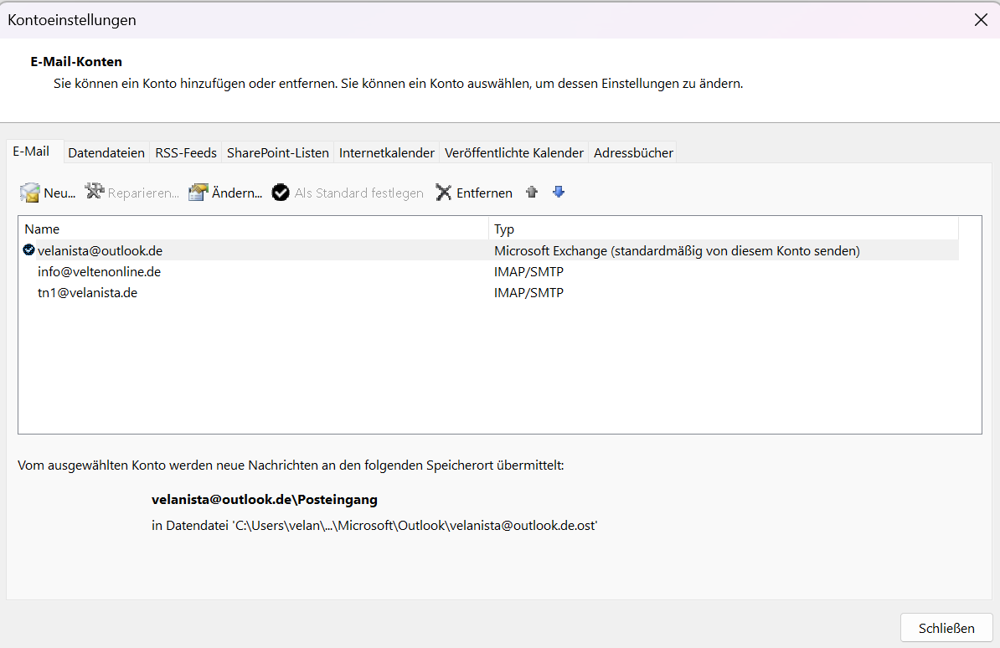 Kontoeinstellungen
E-Mail-Konten
Sie können ein Konto hinzufügen oder entfernen. Sie können ein Konto auswählen, um dessen Einstellungen zu ändern.
E-Mail Datendateien RSS-Feeds SharePoint-Listen Internetkalender Veröffentlichte Kalender Adressbücher
Neu... Reparieren... Ändern... Als Standard festlegen Entfernen
Name Typ
velanista@outlook.de Microsoft Exchange (standardmäßig von diesem Konto senden)
info@veltenonline.de IMAP/SMTP
tn1@velanista.de IMAP/SMTP
Vom ausgewählten Konto werden neue Nachrichten an den folgenden Speicherort übermittelt:
velanista@outlook.de\Posteingang
in Datendatei 'C:\Users\velan\...\Microsoft\Outlook\velanista@outlook.de.ost'
Schließen